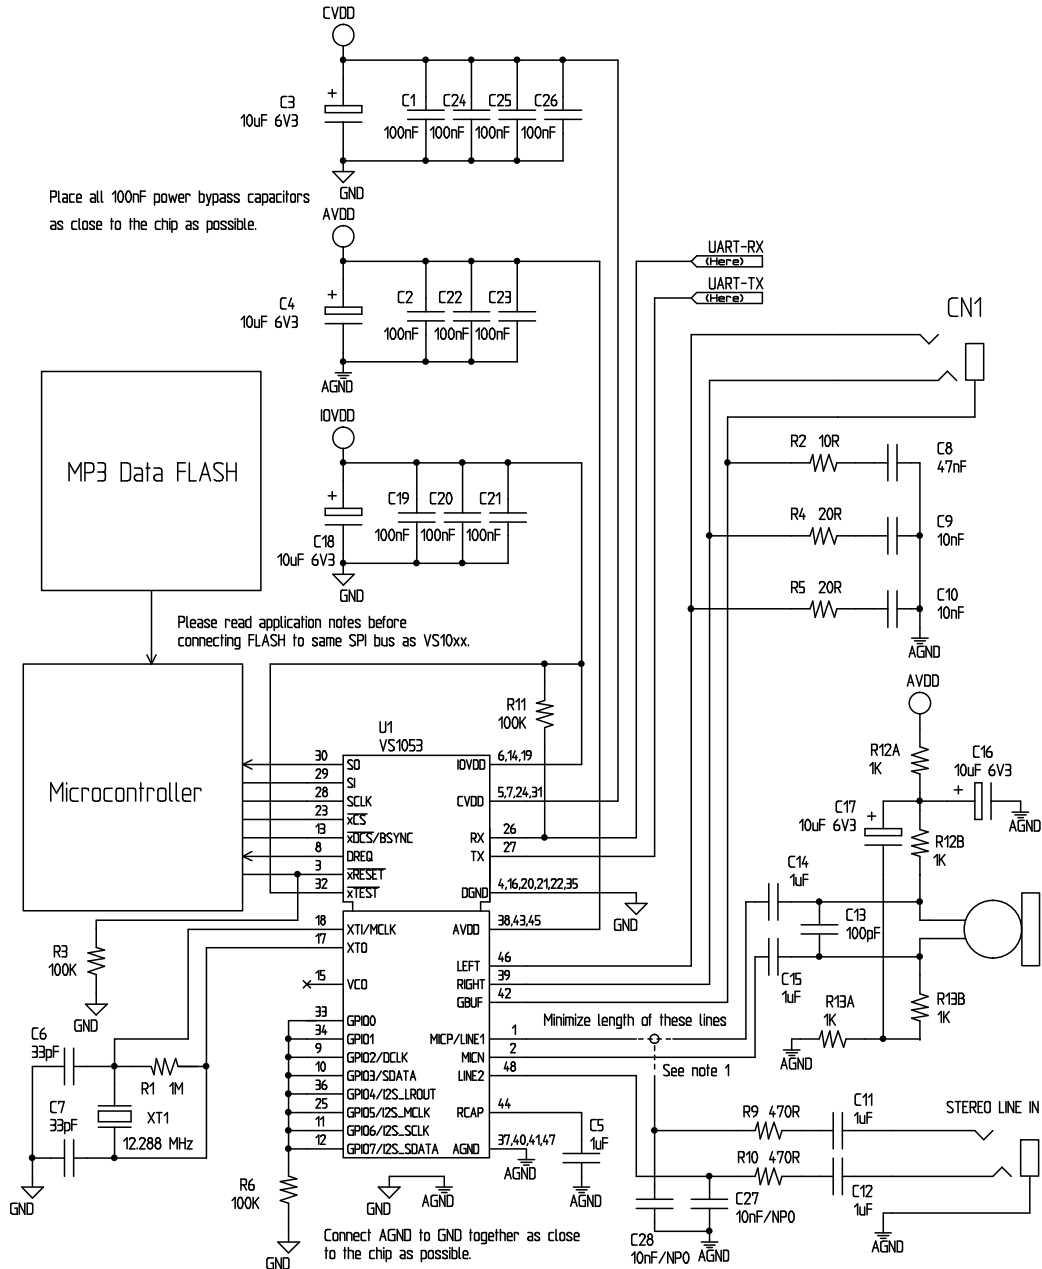 CVDD
C3
10uF 6V3
+
C1 C24 C25 C26
100nF 100nF 100nF 100nF
GND
Place all 100nF power bypass capacitors
as close to the chip as possible.
AVDD
C4
10uF 6V3
+
C2 C22 C23
100nF 100nF 100nF
AGND
UART-RX
(Here)
UART-TX
(Here)
CN1
IOVDD
MP3 Data FLASH
+
C18
10uF 6V3
C19 C20 C21
100nF 100nF 100nF
GND
R2 10R
C8
47nF
R4 20R
C9
10nF
R5 20R
C10
10nF
AGND
Please read application notes before
connecting FLASH to same SPI bus as VS10xx.
Microcontroller
R11
100K
U1
VS1053
30 SO
29 SI
28 SCLK
23 xCS
13 xDCS/BSYNC
8 DREQ
3 xRESET
32 xTEST
18 XTI/MCLK
17 XTO
15 VCO
33 GPIO0
34 GPIO1
9 GPIO2/DCLK
10 GPIO3/SDATA
36 GPIO4/I2S_LROUT
25 GPIO5/I2S_MCLK
11 GPIO6/I2S_SCLK
12 GPIO7/I2S_SDATA
IOVDD 6,14,19
CVDD 5,7,24,31
RX 26
TX 27
DGND 4,16,20,21,22,35
GND
AVDD 38,43,45
LEFT 46
RIGHT 39
GBUF 42
MICP/LINE1 1
MICN 2
LINE2 48
RCAP 44
AGND 37,40,41,47
AGND
C5
1uF
AGND
Minimize length of these lines
See note 1
AVDD
R12A
1K
C16
10uF 6V3
+
AGND
C17
10uF 6V3
+
R12B
1K
C14
1uF
C13
100pF
C15
1uF
R13A
1K
R13B
1K
AGND
R3
100K
GND
C6
33pF
R1 1M
C7
33pF
XT1
12.288 MHz
GND
R6
100K
GND
GND
AGND
Connect AGND to GND together as close
to the chip as possible.
STEREO LINE IN
R9 470R
C11
1uF
R10 470R
C12
1uF
C27
10nF/NPO
C28
10nF/NPO
AGND
AGND